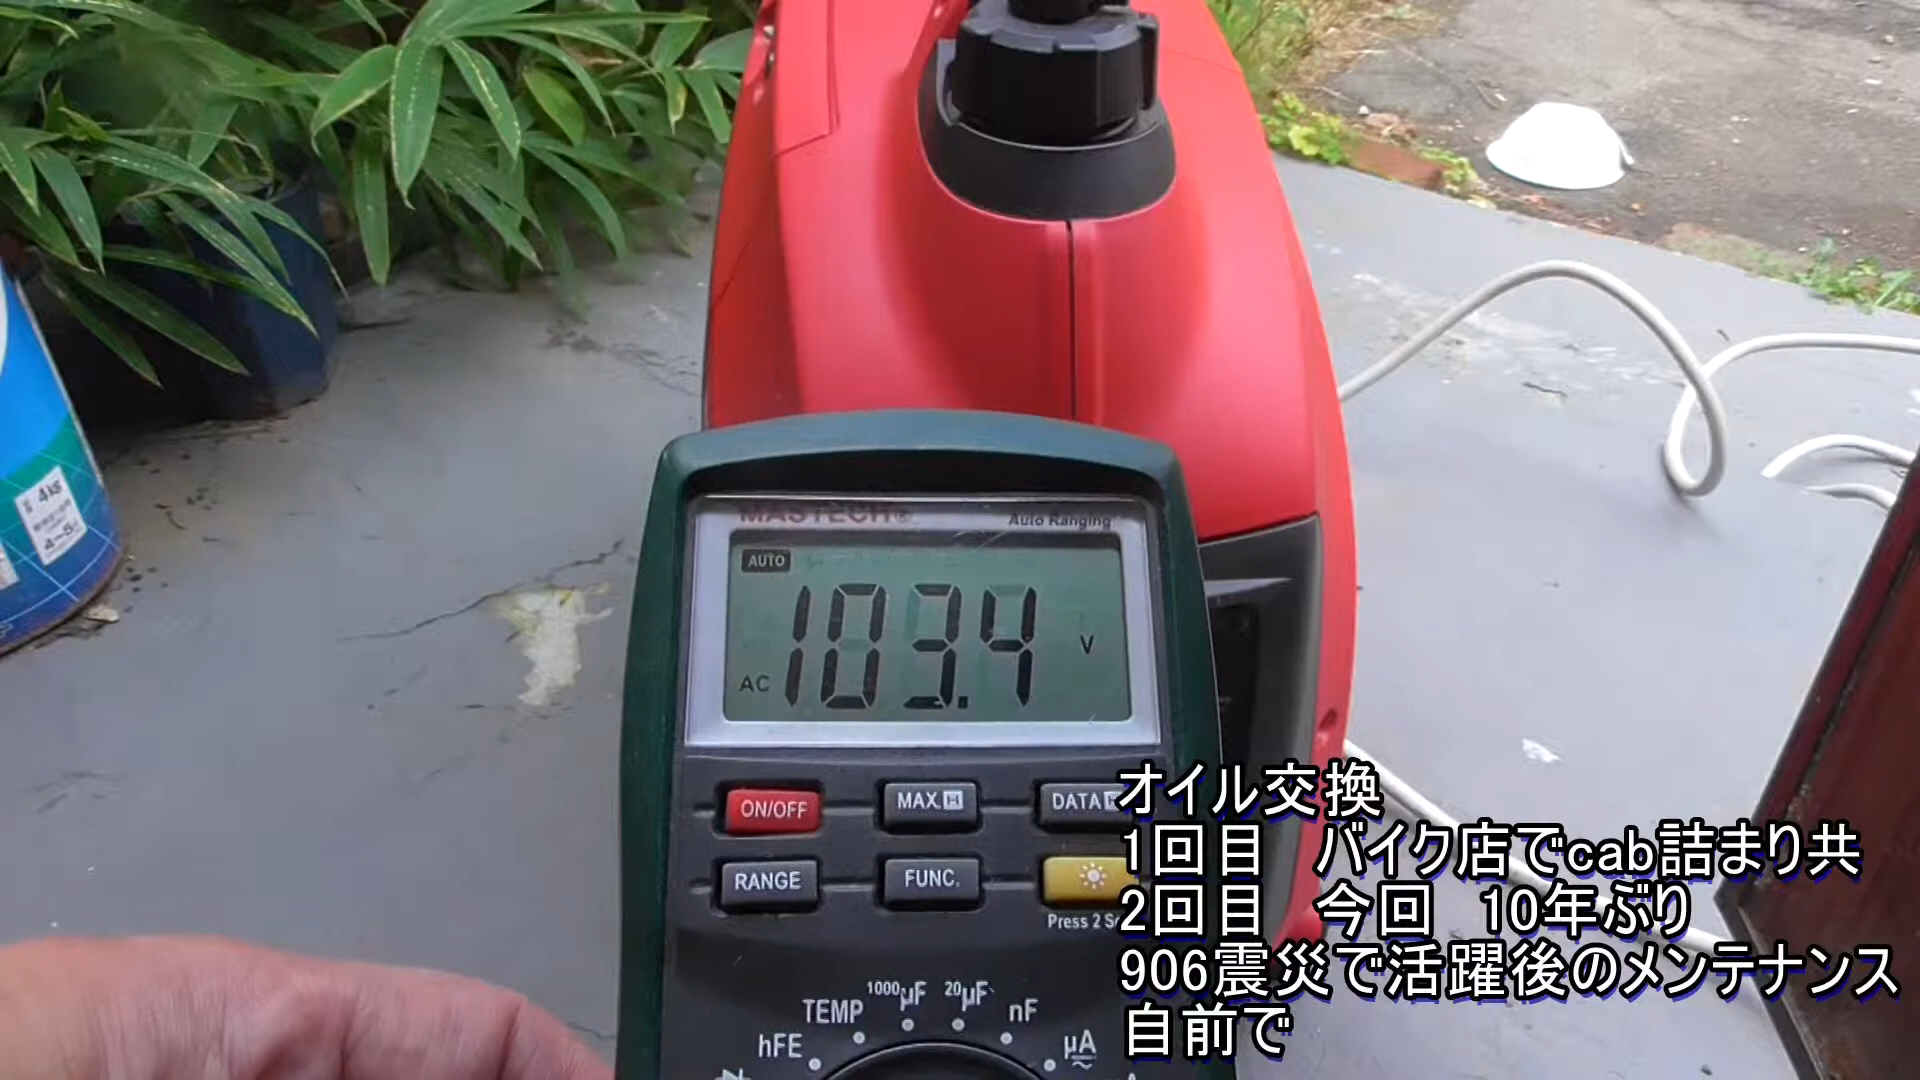 MASTECH®
Auto Ranging
AUTO
103.4
V
AC
ON/OFF
MAX H
DATA
RANGE
FUNC.
Press 2 S
1000µF
20µF
TEMP
nF
hFE
µA
4kg
4~5
オイル交換
1回目 バイク店でcab詰まり共
2回目 今回 10年ぶり
906震災で活躍後のメンテナンス
自前で